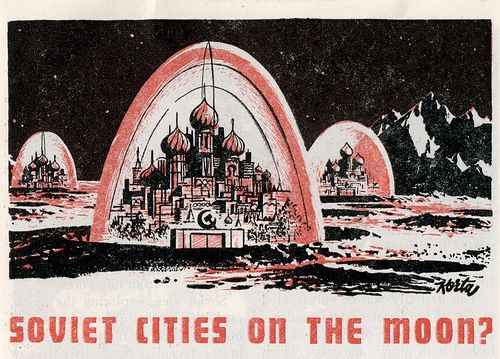 Korta
SOVIET CITIES ON THE MOON?